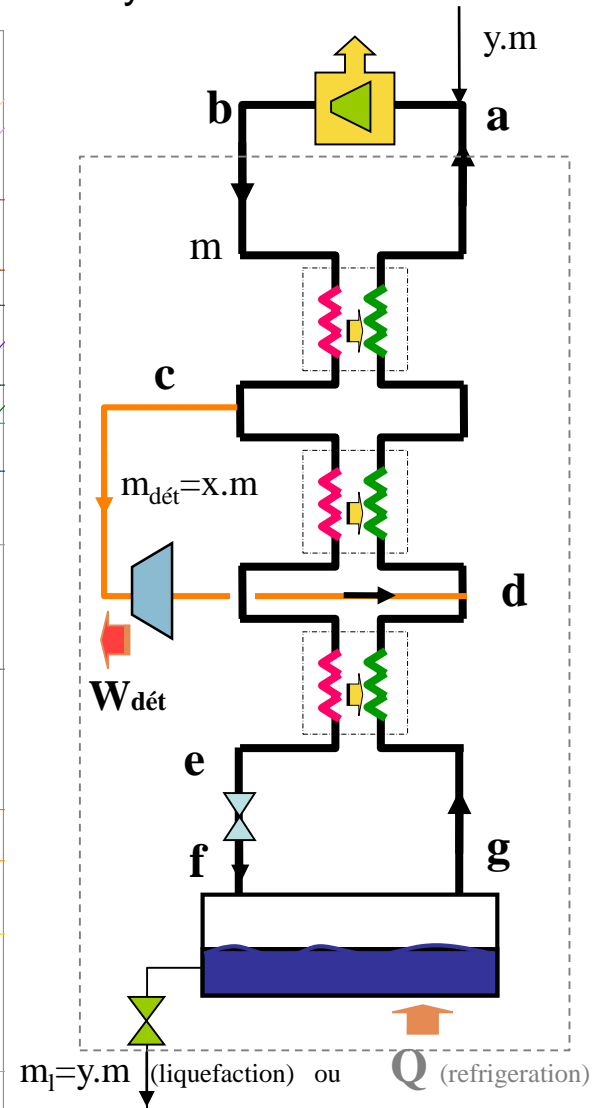 y.m
b
a
m
c
m_dét=x.m
d
W_dét
e
f
g
m_l=y.m (liquefaction) ou Q (refrigeration)